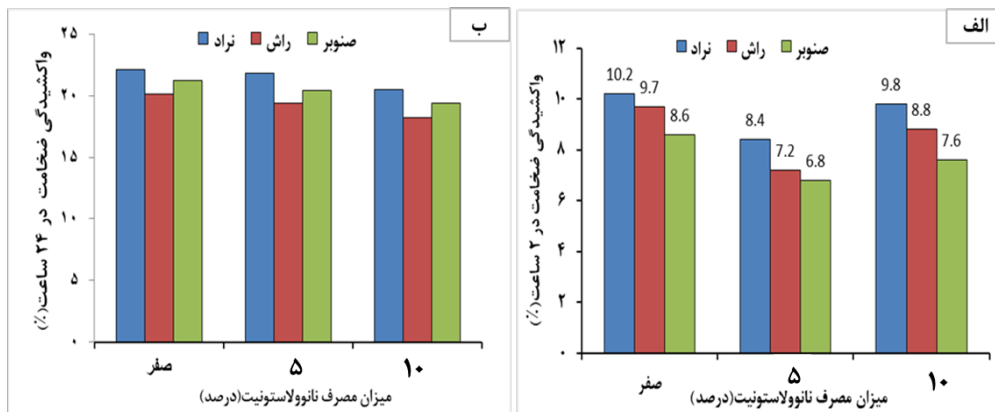 الف
واکشیدگی ضخامت در ۲ ساعت(٪)
نراد راش صنوبر
۱۲
۱۰
۸
۶
۴
۲
۰
10.2 9.7 8.6
8.4 7.2 6.8
9.8 8.8 7.6
صفر ۵ ۱۰
میزان مصرف نانوولاستونیت(درصد)
ب
واکشیدگی ضخامت در ۲۴ ساعت(٪)
نراد راش صنوبر
۲۵
۲۰
۱۵
۱۰
۵
۰
صفر ۵ ۱۰
میزان مصرف نانوولاستونیت(درصد)